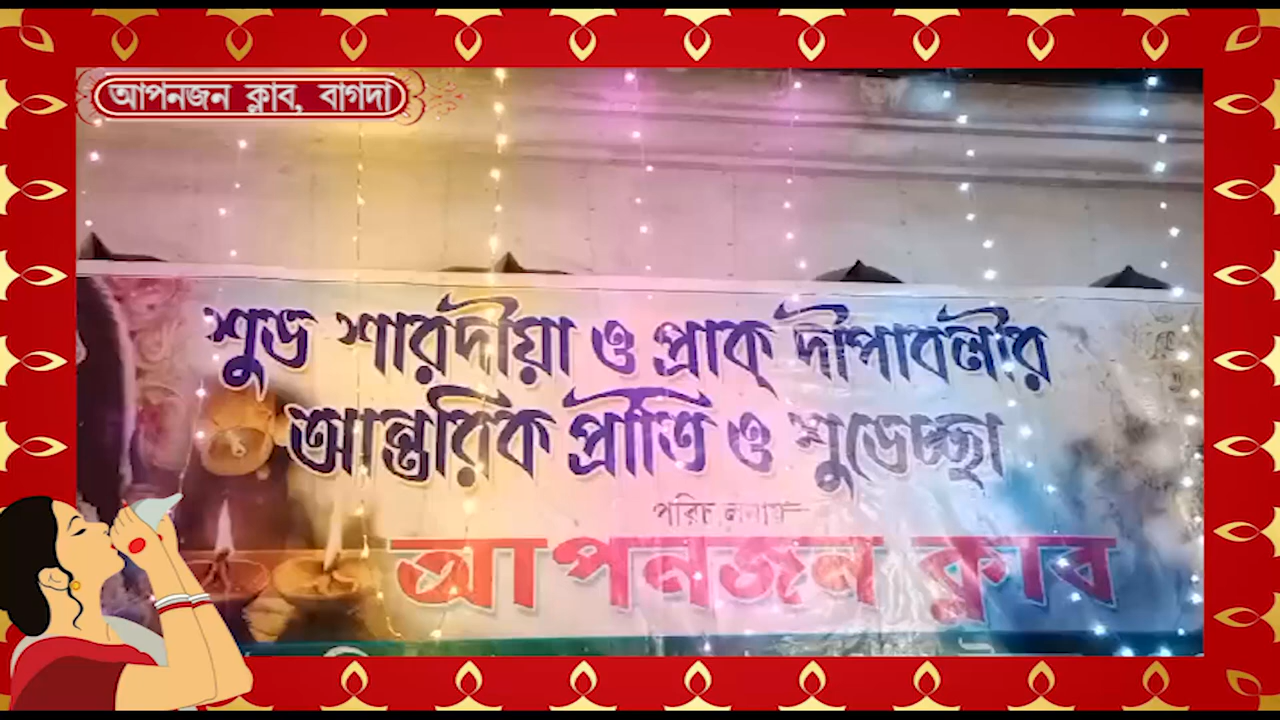 আপনজন ক্লাব, বাগদা
শুভ শারদীয়া ও প্রাক্ দীপাবলীর
আন্তরিক প্রীতি ও শুভেচ্ছা
পরিচালনায়
আপনজন ক্লাব